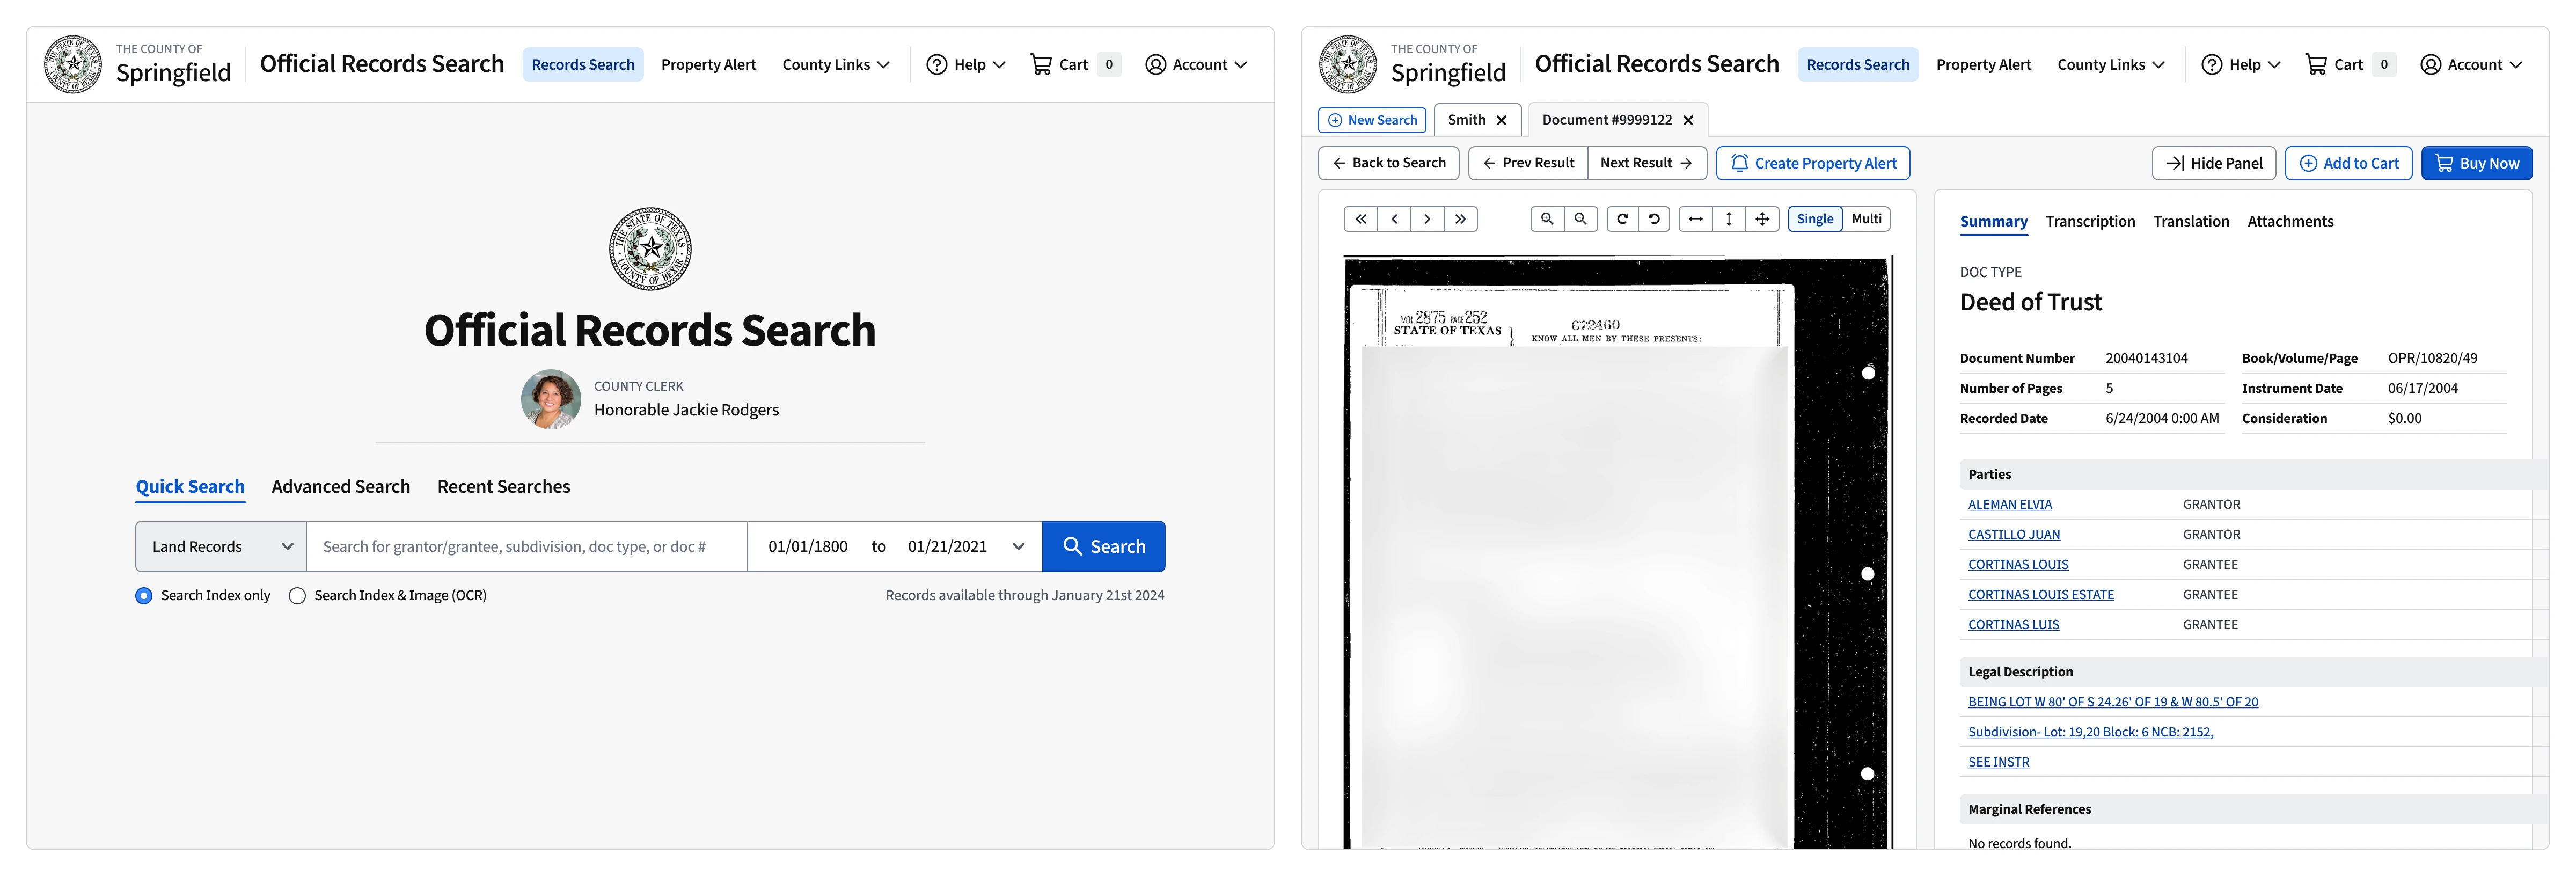 THE COUNTY OF
Springfield
Official Records Search
Records Search
Property Alert
County Links
Help
Cart 0
Account
THE STATE OF TEXAS
COUNTY OF BEXAR
Official Records Search
COUNTY CLERK
Honorable Jackie Rodgers
Quick Search
Advanced Search
Recent Searches
Land Records
Search for grantor/grantee, subdivision, doc type, or doc #
01/01/1800 to 01/21/2021
Search
Search Index only
Search Index & Image (OCR)
Records available through January 21st 2024
THE COUNTY OF
Springfield
Official Records Search
Records Search
Property Alert
County Links
Help
Cart 0
Account
New Search
Smith
Document #9999122
Back to Search
Prev Result
Next Result
Create Property Alert
Hide Panel
Add to Cart
Buy Now
Single
Multi
VOL 2875 PAGE 252
STATE OF TEXAS
C72460
KNOW ALL MEN BY THESE PRESENTS:
Summary
Transcription
Translation
Attachments
DOC TYPE
Deed of Trust
Document Number 20040143104
Book/Volume/Page OPR/10820/49
Number of Pages 5
Instrument Date 06/17/2004
Recorded Date 6/24/2004 0:00 AM
Consideration $0.00
Parties
ALEMAN ELVIA GRANTOR
CASTILLO JUAN GRANTOR
CORTINAS LOUIS GRANTEE
CORTINAS LOUIS ESTATE GRANTEE
CORTINAS LUIS GRANTEE
Legal Description
BEING LOT W 80' OF S 24.26' OF 19 & W 80.5' OF 20
Subdivision- Lot: 19,20 Block: 6 NCB: 2152,
SEE INSTR
Marginal References
No records found.